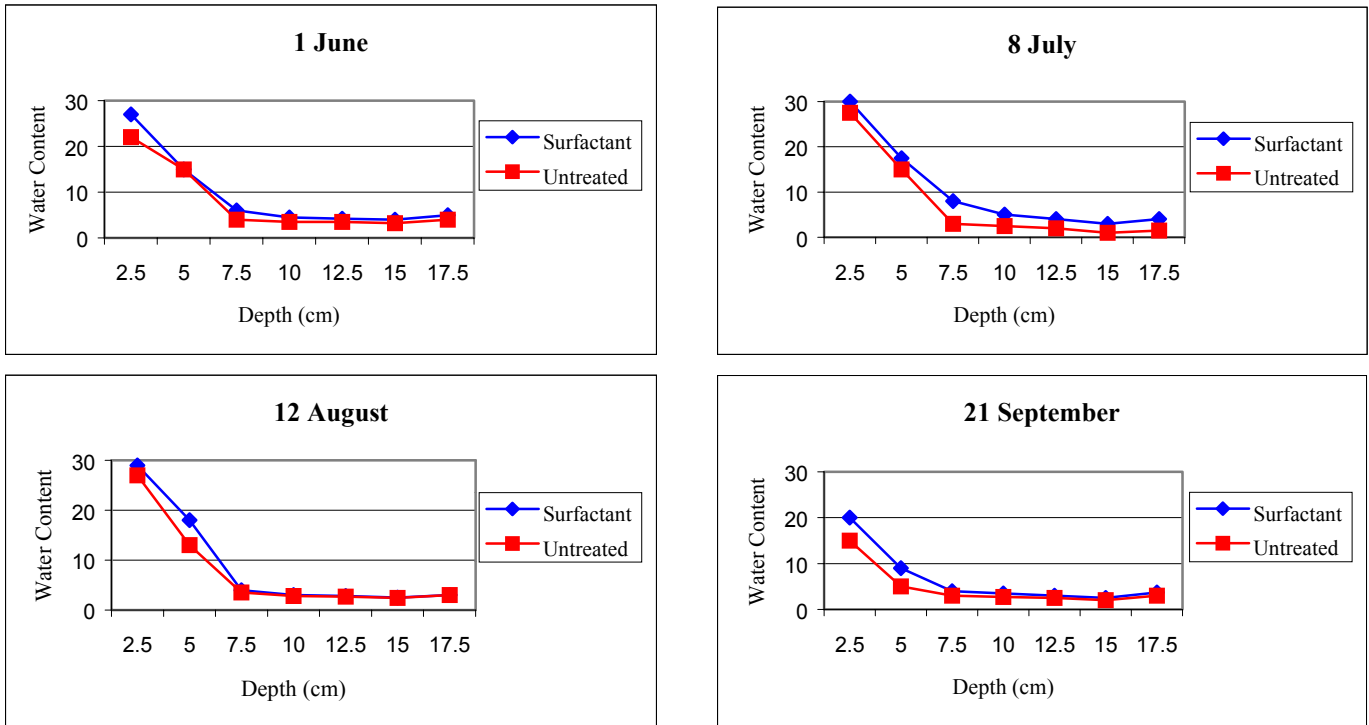 1 June
Water Content
30
20
10
0
2.5 5 7.5 10 12.5 15 17.5
Depth (cm)
Surfactant
Untreated
8 July
Water Content
30
20
10
0
2.5 5 7.5 10 12.5 15 17.5
Depth (cm)
Surfactant
Untreated
12 August
Water Content
30
20
10
0
2.5 5 7.5 10 12.5 15 17.5
Depth (cm)
Surfactant
Untreated
21 September
Water Content
30
20
10
0
2.5 5 7.5 10 12.5 15 17.5
Depth (cm)
Surfactant
Untreated